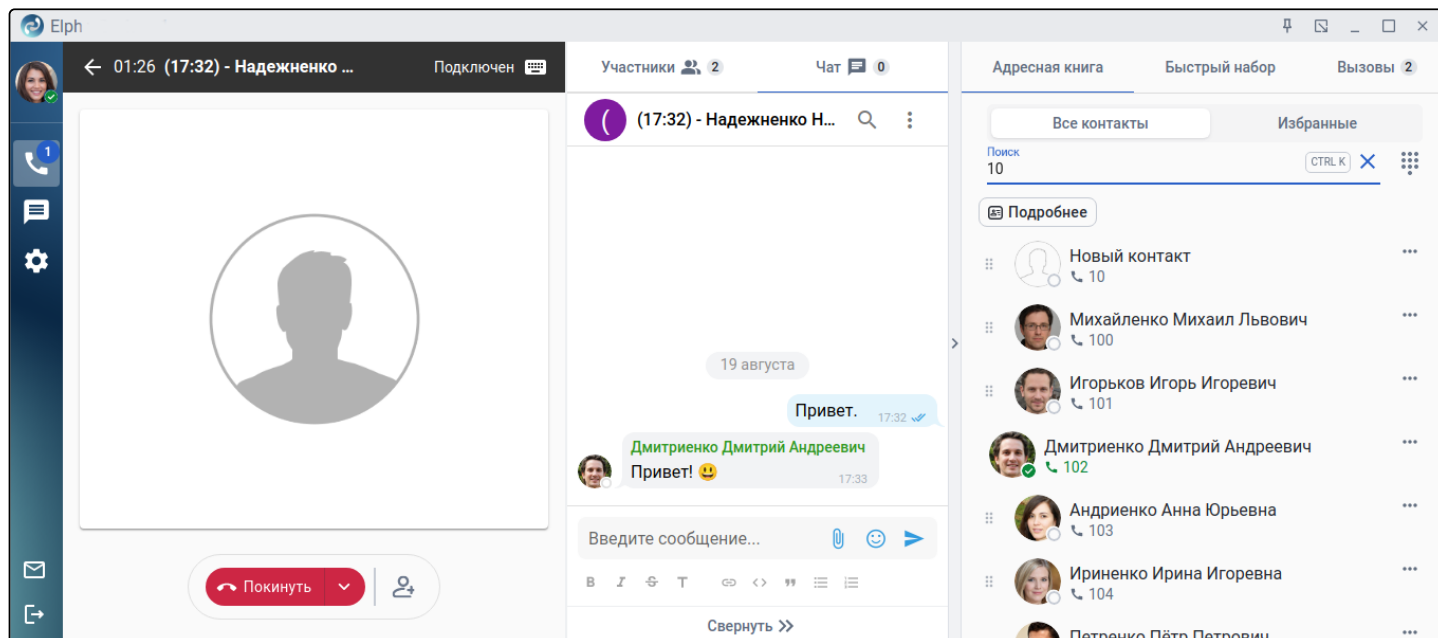 Elph
01:26 (17:32) - Надежненко ...
Подключен
Участники 2
Чат 0
Адресная книга
Быстрый набор
Вызовы 2
1
( (17:32) - Надежненко Н...
Все контакты
Избранные
Поиск
10
CTRL K
Подробнее
Новый контакт
10
Михайленко Михаил Львович
100
Игорьков Игорь Игоревич
101
Дмитриенко Дмитрий Андреевич
102
Андриенко Анна Юрьевна
103
Ириненко Ирина Игоревна
104
Петренко Пётр Петрович
19 августа
Привет. 17:32
Дмитриенко Дмитрий Андреевич
Привет! 😃 17:33
Введите сообщение...
B I S T
Свернуть
Покинуть